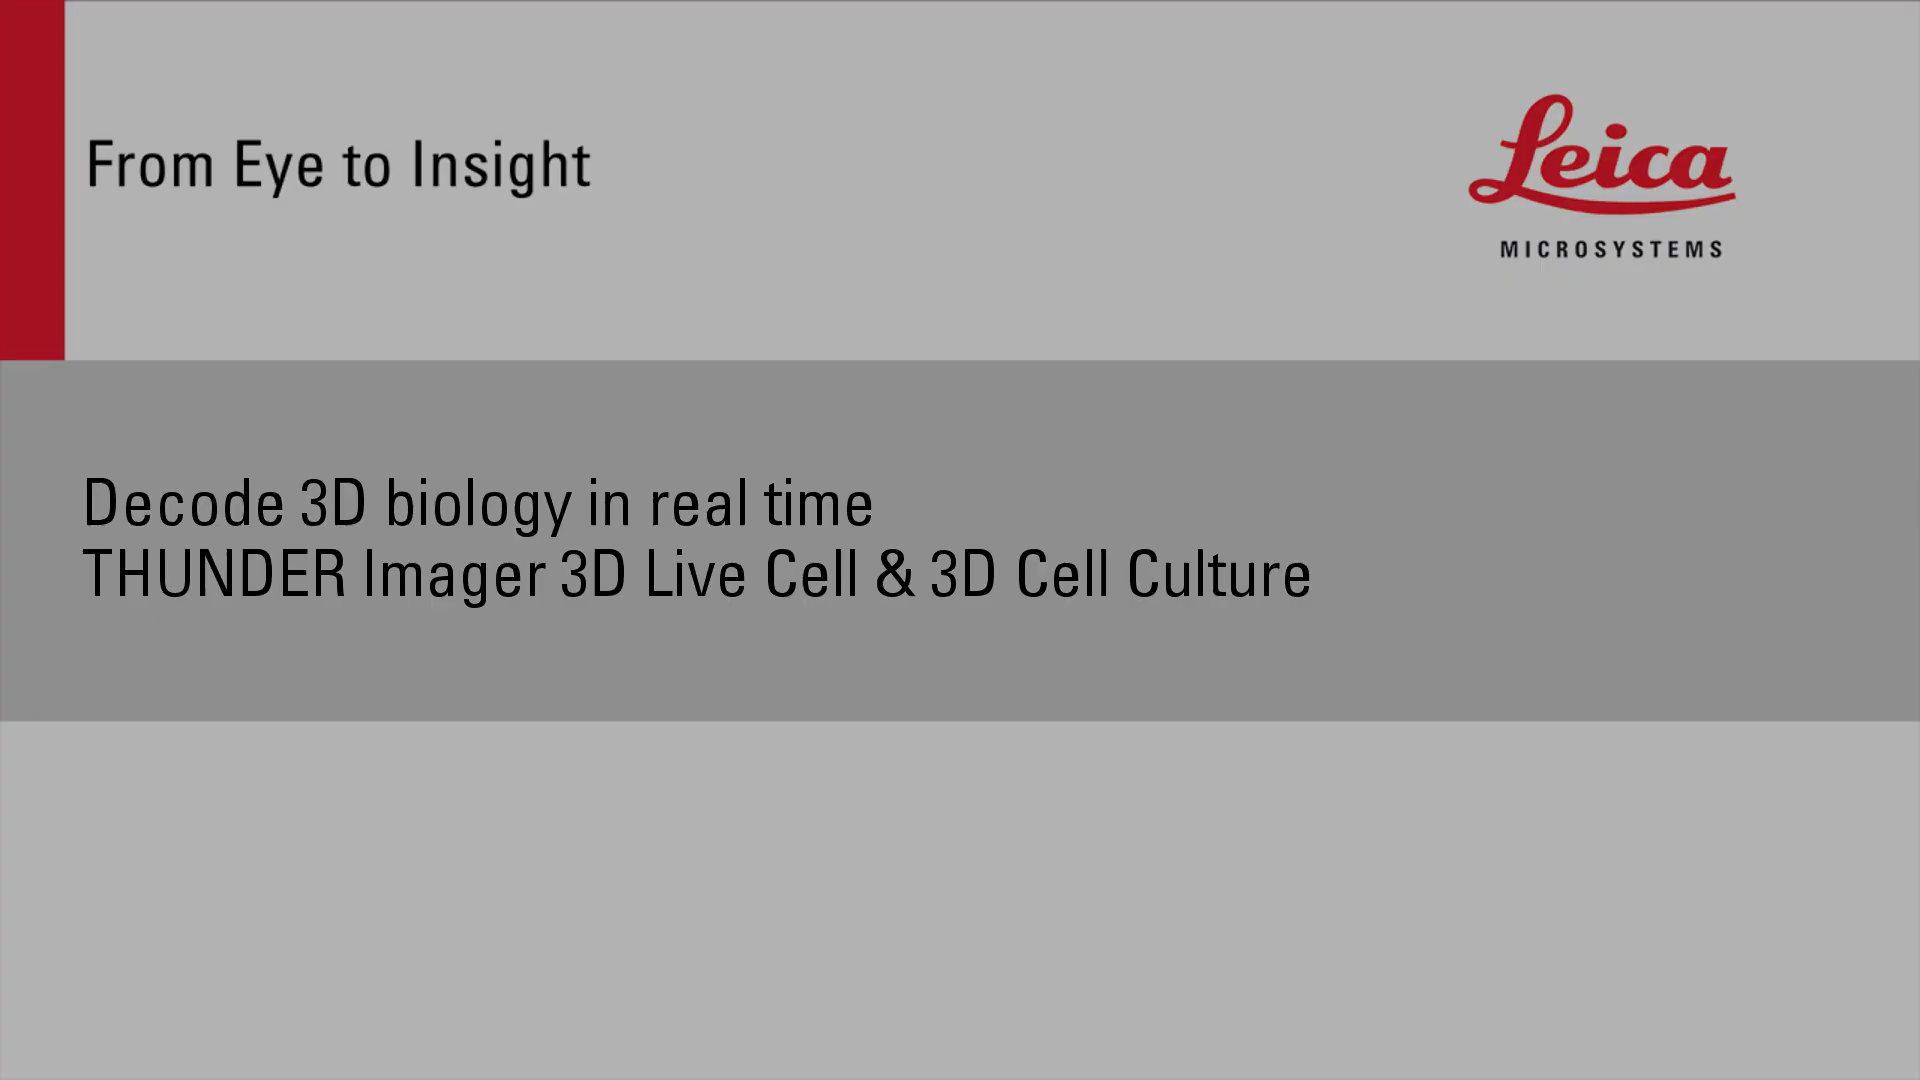 From Eye to Insight
Leica
MICROSYSTEMS
Decode 3D biology in real time
THUNDER Imager 3D Live Cell & 3D Cell Culture